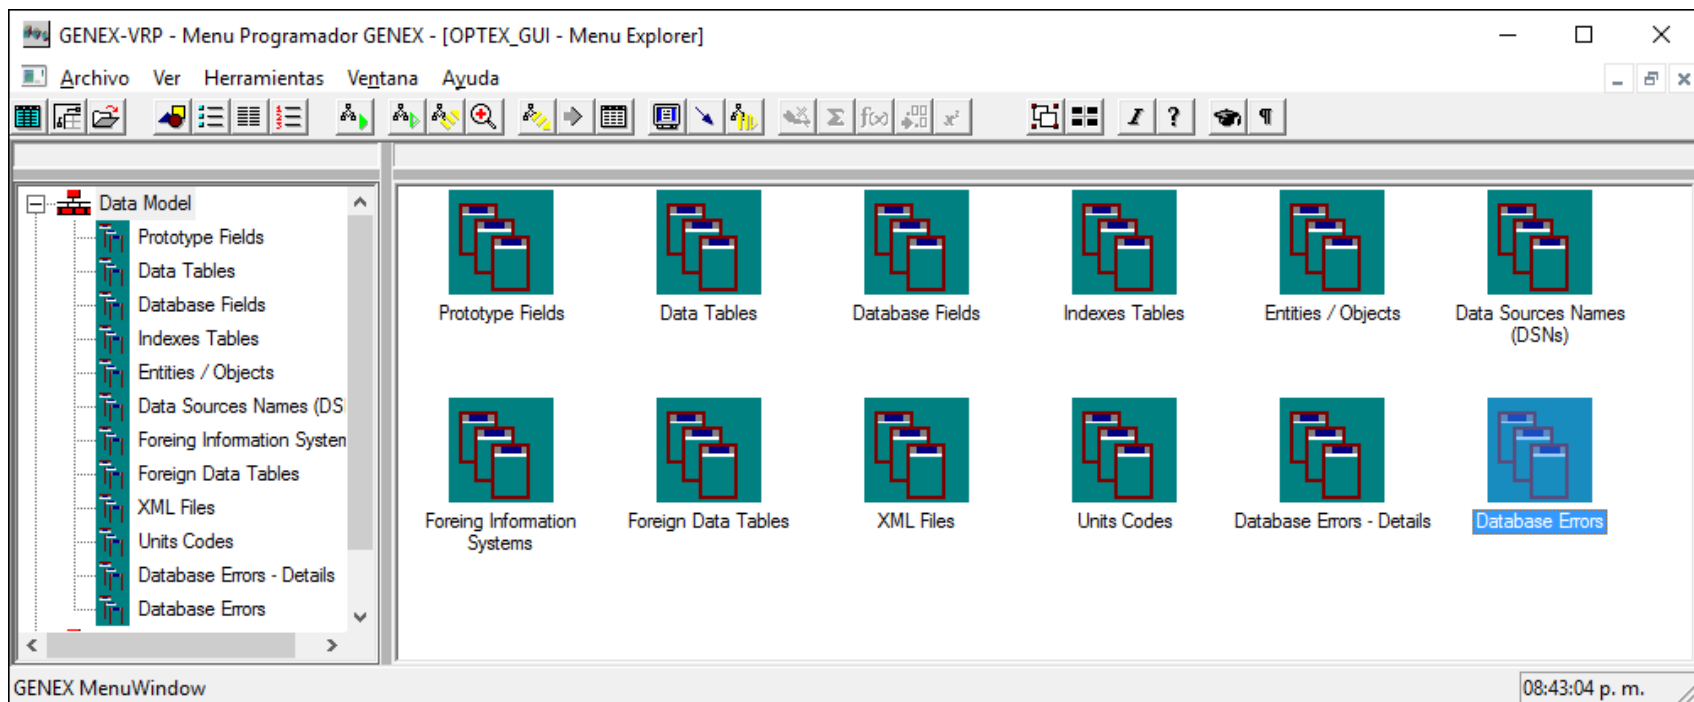 GENEX-VRP - Menu Programador GENEX - [OPTEX_GUI - Menu Explorer]
Archivo Ver Herramientas Ventana Ayuda
Data Model
Prototype Fields
Data Tables
Database Fields
Indexes Tables
Entities / Objects
Data Sources Names (DS
Foreing Information System
Foreign Data Tables
XML Files
Units Codes
Database Errors - Details
Database Errors
Prototype Fields
Data Tables
Database Fields
Indexes Tables
Entities / Objects
Data Sources Names
(DSNs)
Foreing Information
Systems
Foreign Data Tables
XML Files
Units Codes
Database Errors - Details
Database Errors
GENEX MenuWindow
08:43:04 p. m.